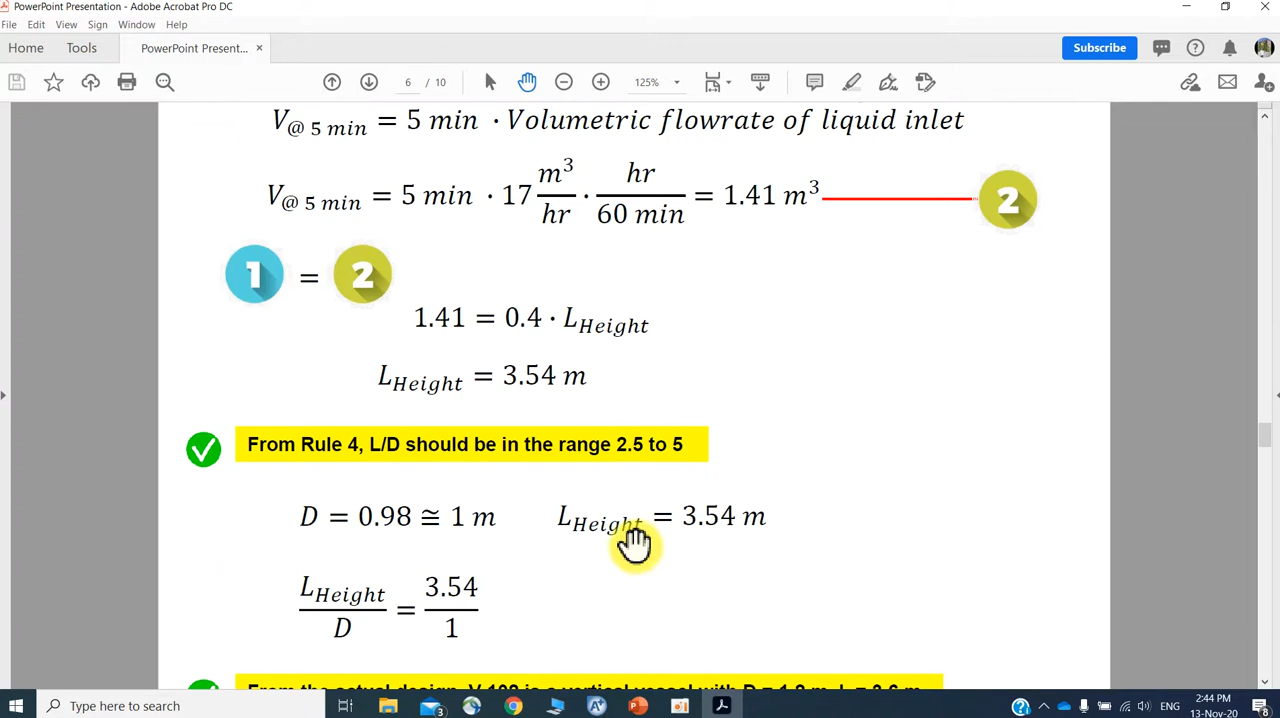 PowerPoint Presentation - Adobe Acrobat Pro DC
File Edit View Window Help
Home Tools PowerPoint Present... × Subscribe
6 / 10 125%
V@ 5 min = 5 min · Volumetric flowrate of liquid inlet
V@ 5 min = 5 min · 17 m³/hr · hr/60 min = 1.41 m³ 2
1 = 2
1.41 = 0.4 · LHeight
LHeight = 3.54 m
From Rule 4, L/D should be in the range 2.5 to 5
D = 0.98 ≅ 1 m LHeight = 3.54 m
LHeight/D = 3.54/1
Type here to search 3 ENG 2:44 PM
13-Nov-20 8